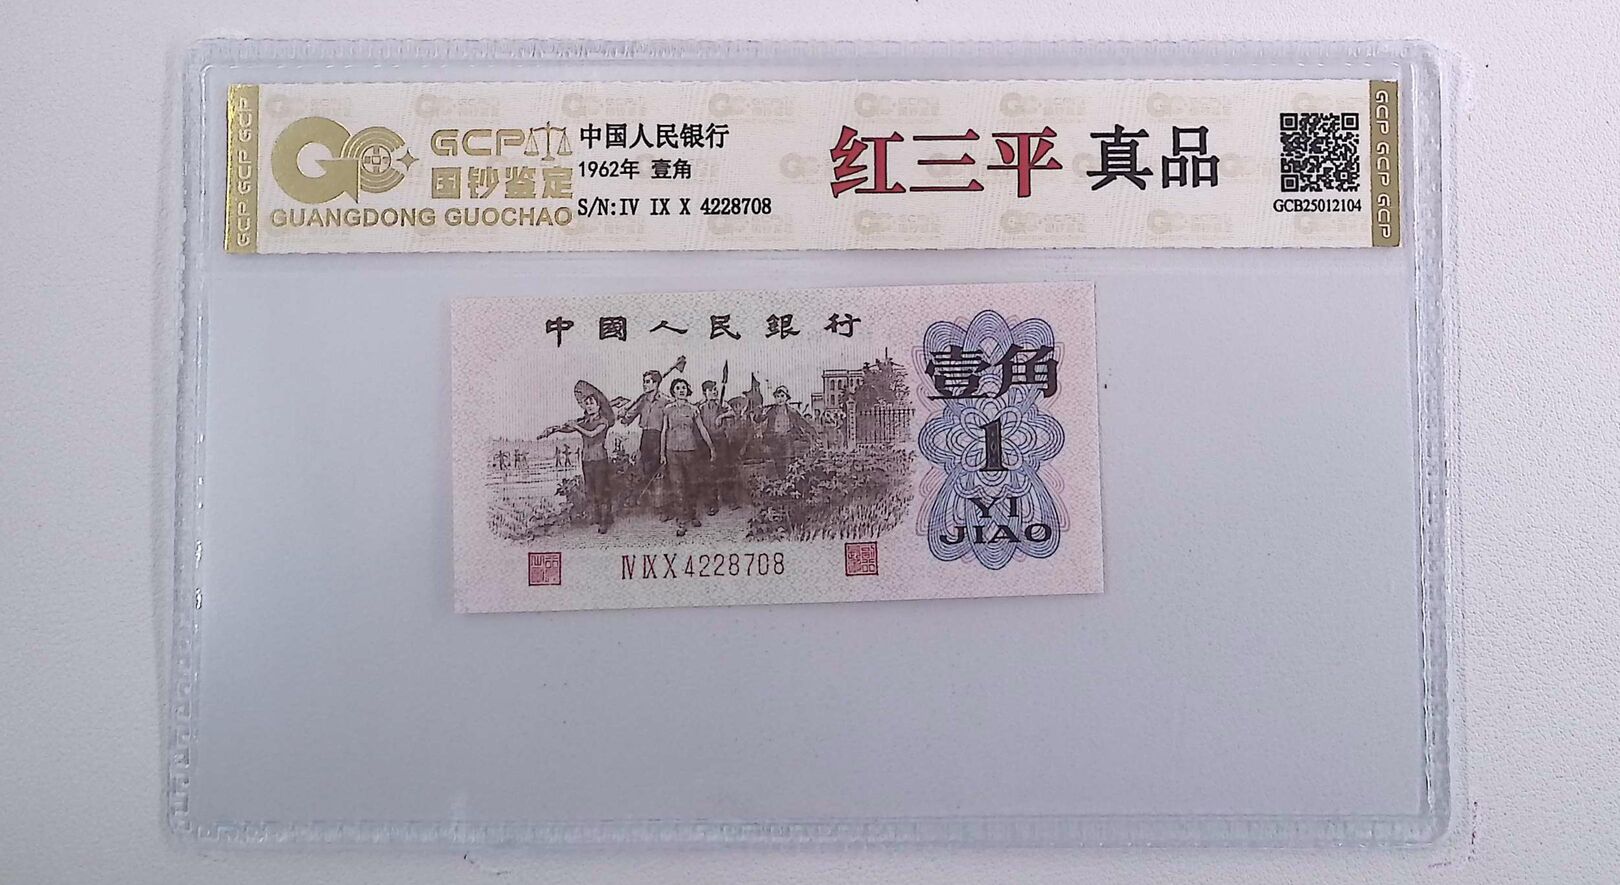 GCP GCP GCP
GCP
国钞鉴定
GUANGDONG GUOCHAO
中国人民银行
1962年 壹角
S/N:IV IX X 4228708
红三平 真品
GCB25012104
GCP GCP GCP
中國人民銀行
壹角
1
YI
JIAO
IV IX X 4228708